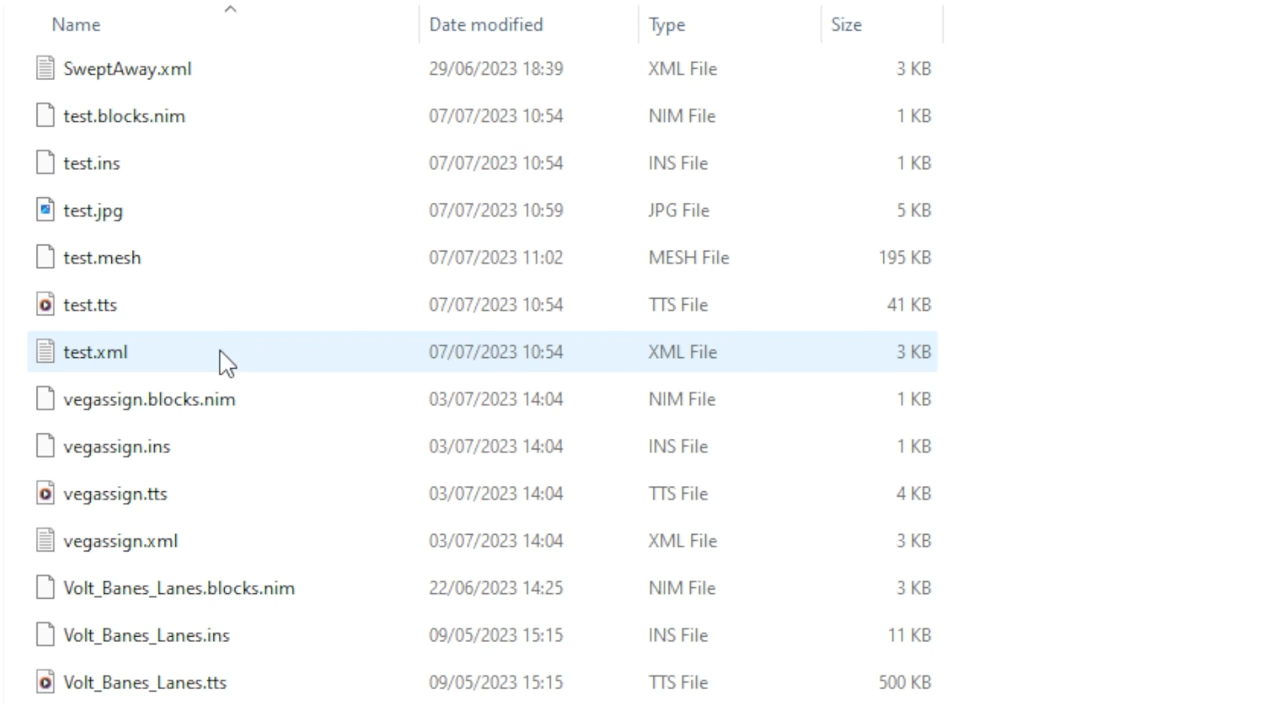 Name Date modified Type Size
SweptAway.xml 29/06/2023 18:39 XML File 3 KB
test.blocks.nim 07/07/2023 10:54 NIM File 1 KB
test.ins 07/07/2023 10:54 INS File 1 KB
test.jpg 07/07/2023 10:59 JPG File 5 KB
test.mesh 07/07/2023 11:02 MESH File 195 KB
test.tts 07/07/2023 10:54 TTS File 41 KB
test.xml 07/07/2023 10:54 XML File 3 KB
vegassign.blocks.nim 03/07/2023 14:04 NIM File 1 KB
vegassign.ins 03/07/2023 14:04 INS File 1 KB
vegassign.tts 03/07/2023 14:04 TTS File 4 KB
vegassign.xml 03/07/2023 14:04 XML File 3 KB
Volt_Banes_Lanes.blocks.nim 22/06/2023 14:25 NIM File 3 KB
Volt_Banes_Lanes.ins 09/05/2023 15:15 INS File 11 KB
Volt_Banes_Lanes.tts 09/05/2023 15:15 TTS File 500 KB